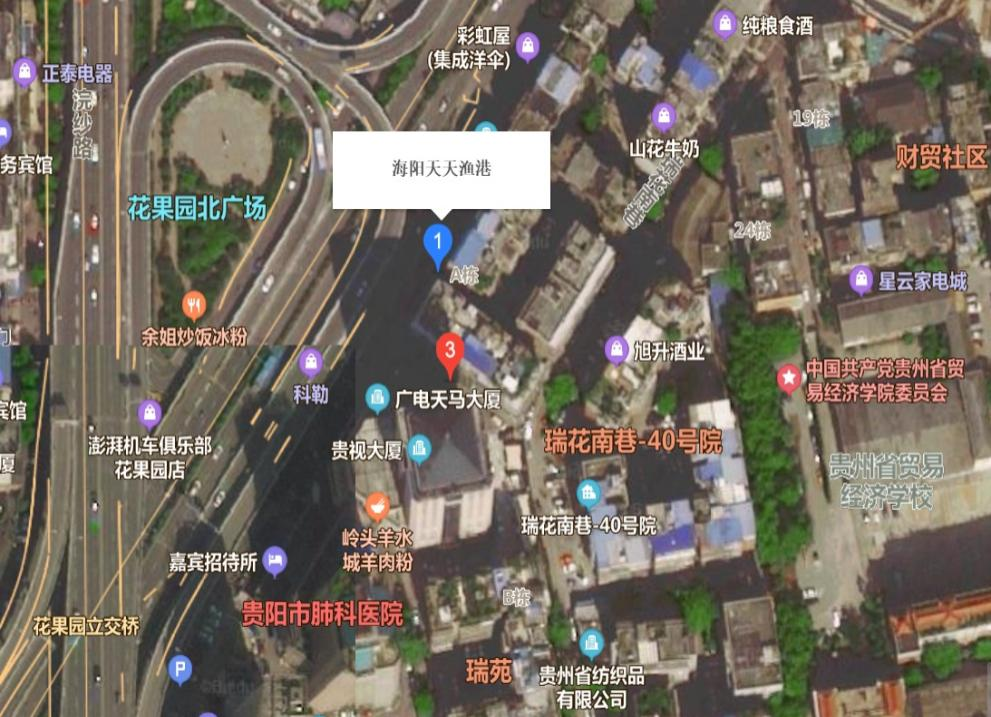 彩虹屋
(集成洋伞)
纯粮食酒
正泰电器
浣纱路
19栋
山花牛奶
财贸社区
务宾馆
海阳天天渔港
花果园北广场
24栋
1
A栋
星云家电城
余姐炒饭冰粉
3
旭升酒业
科勒
中国共产党贵州省贸
易经济学院委员会
广电天马大厦
宾馆
澎湃机车俱乐部
花果园店
贵视大厦
瑞花南巷-40号院
厦
贵州省贸易
经济学校
瑞花南巷-40号院
岭头羊水
城羊肉粉
嘉宾招待所
B栋
贵阳市肺科医院
花果园立交桥
P
瑞苑
贵州省纺织品
有限公司